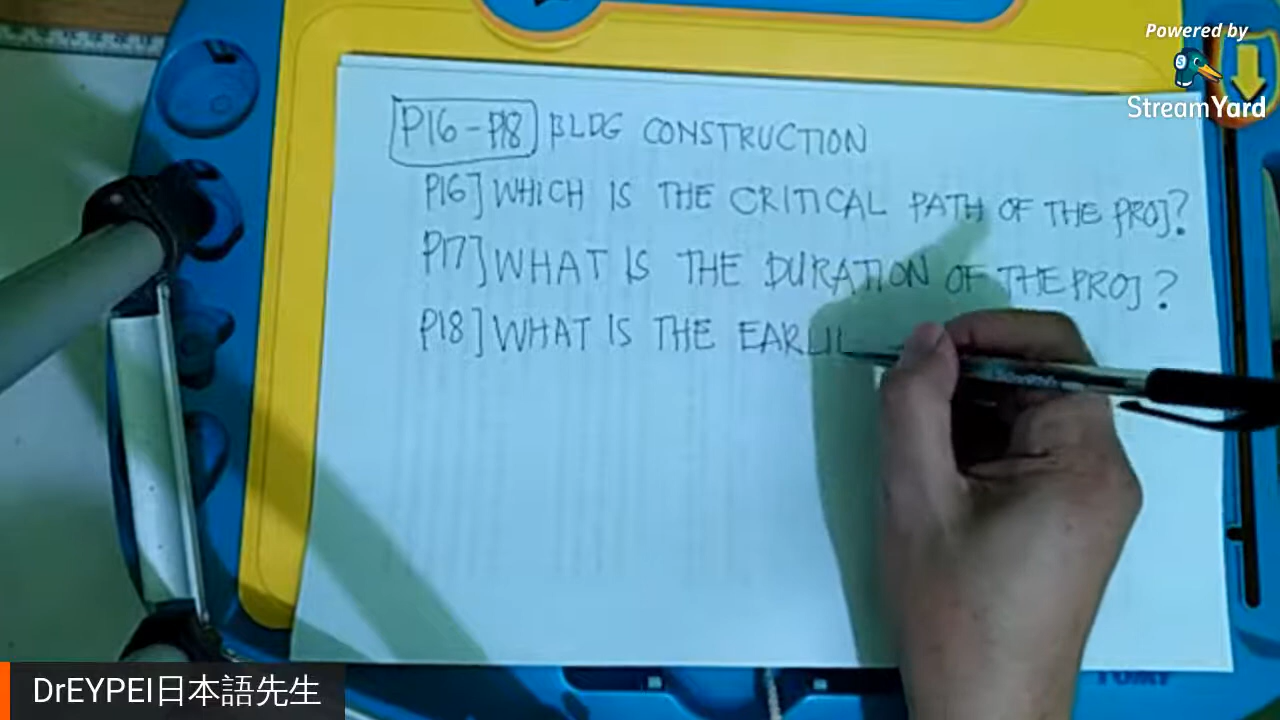 Powered by
StreamYard
P16-P18 BLDG CONSTRUCTION
P16] WHICH IS THE CRITICAL PATH OF THE PROJ?
P17] WHAT IS THE DURATION OF THE PROJ?
P18] WHAT IS THE EARLI
TOMY
DrEYPEI日本語先生